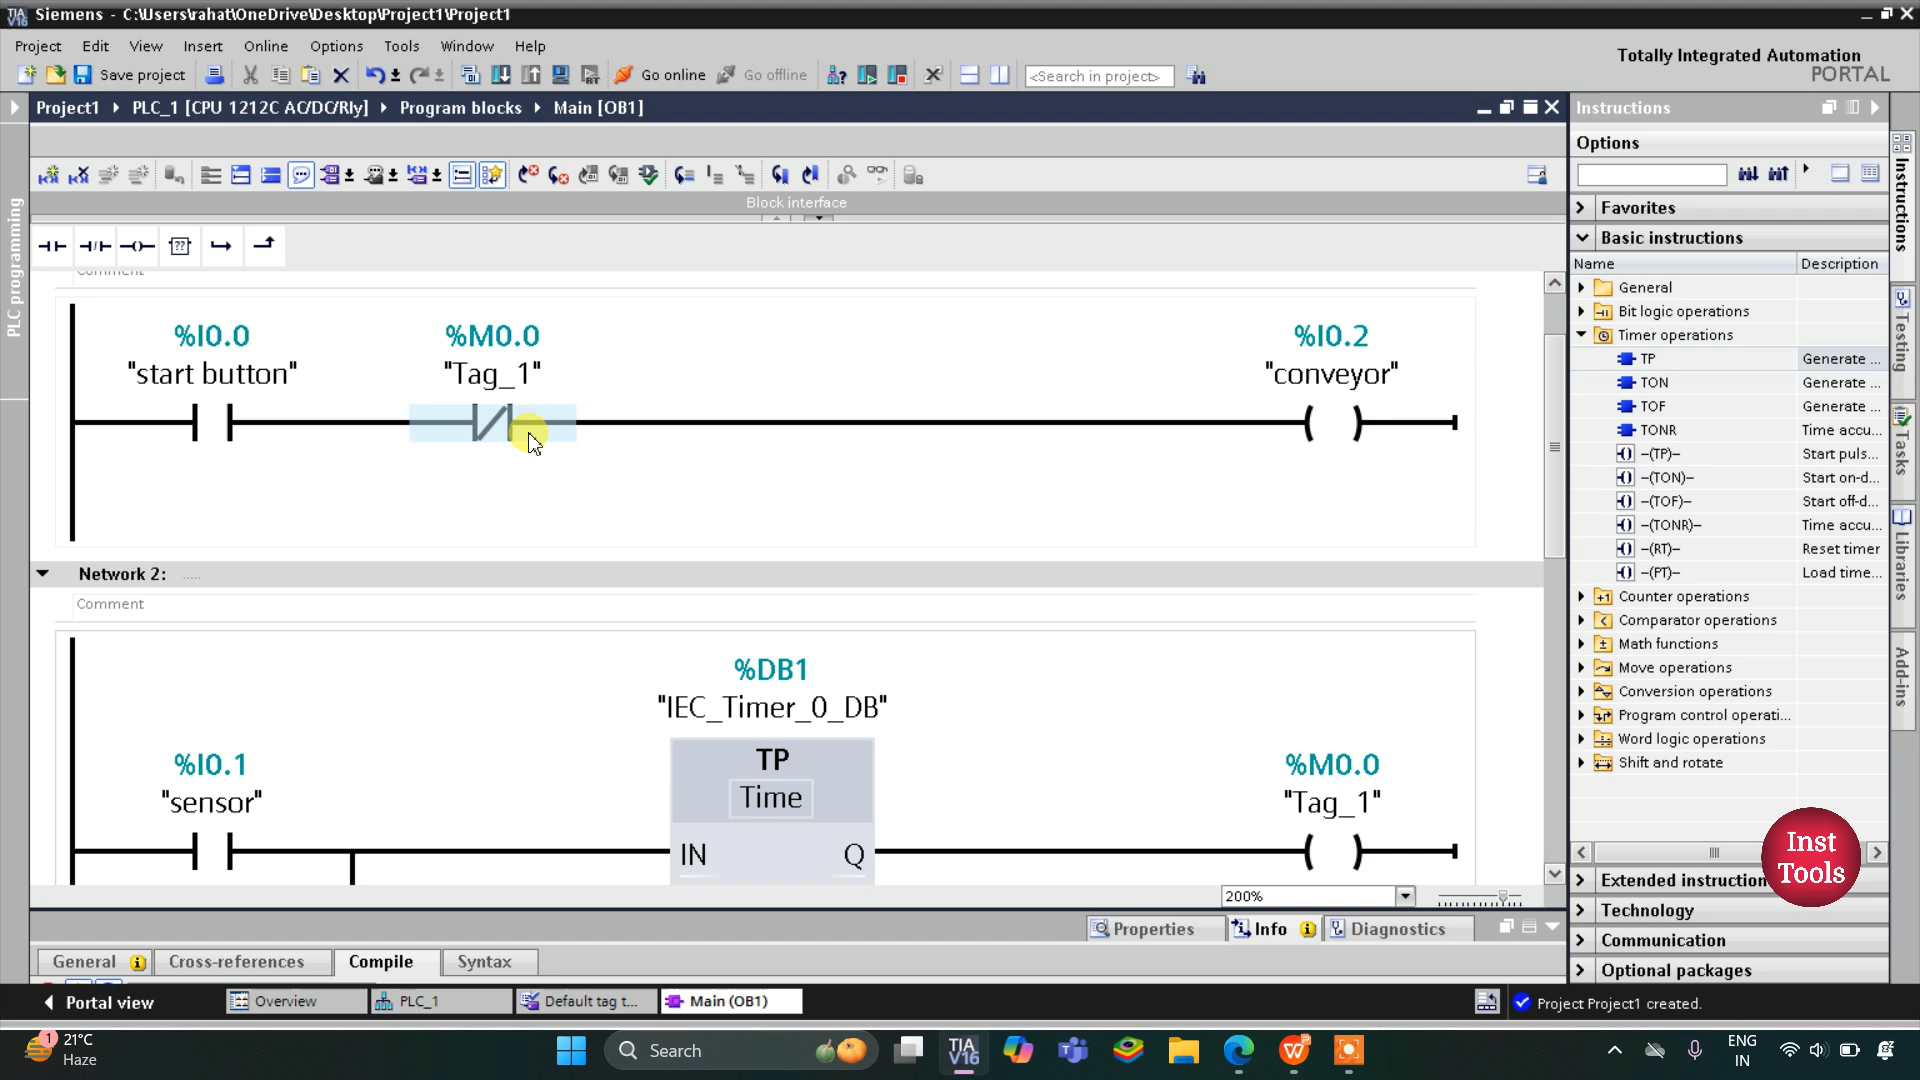 Siemens - C:\Users\rahat\OneDrive\Desktop\Project1\Project1
Project Edit View Insert Online Options Tools Window Help
Totally Integrated Automation
PORTAL
Save project
Go online
Go offline
<Search in project>
Project1 PLC_1 [CPU 1212C AC/DC/Rly] Program blocks Main [OB1]
Instructions
Options
Block interface
PLC programming
Comment
%I0.0
"start button"
%M0.0
"Tag_1"
%I0.2
"conveyor"
Network 2: .....
Comment
%DB1
"IEC_Timer_0_DB"
TP
Time
IN Q
%I0.1
"sensor"
%M0.0
"Tag_1"
200%
Favorites
Basic instructions
Name Description
General
Bit logic operations
Timer operations
TP Generate ...
TON Generate ...
TOF Generate ...
TONR Time accu...
-(TP)- Start puls...
-(TON)- Start on-d...
-(TOF)- Start off-d...
-(TONR)- Time accu...
-(RT)- Reset timer
-(PT)- Load time...
Counter operations
Comparator operations
Math functions
Move operations
Conversion operations
Program control operati...
Word logic operations
Shift and rotate
Inst
Tools
Extended instruction
Technology
Communication
Optional packages
Instructions
Testing
Tasks
Libraries
Add-ins
Properties Info Diagnostics
General Cross-references Compile Syntax
Portal view Overview PLC_1 Default tag t... Main (OB1) Project Project1 created.
21°C
Haze
Search
TIA
V16
ENG
IN